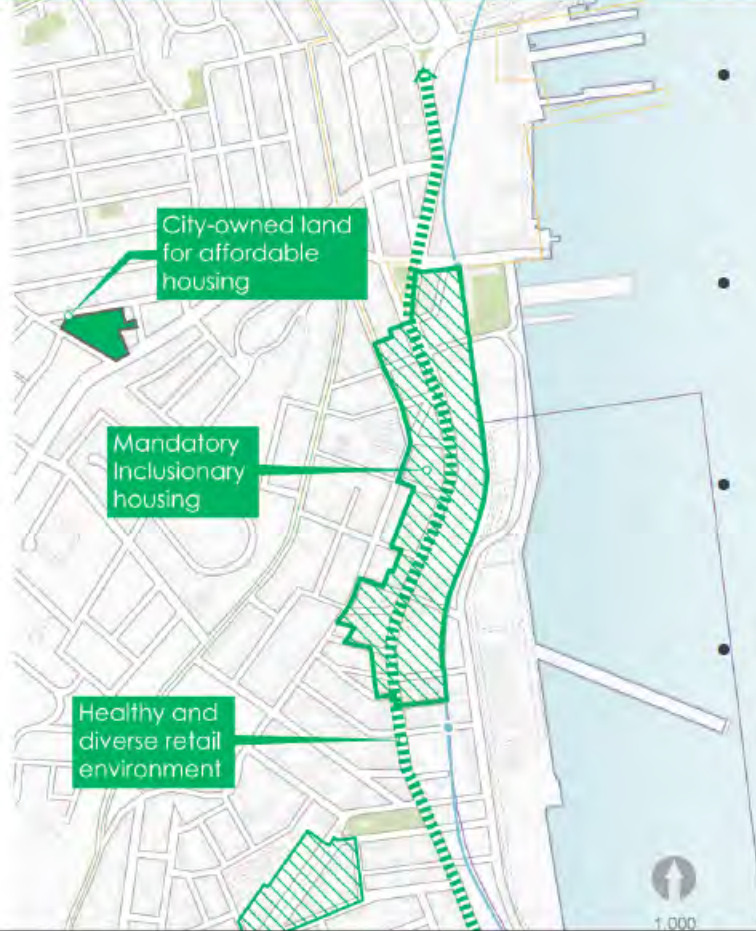 City-owned land
for affordable
housing
Mandatory
Inclusionary
housing
Healthy and
diverse retail
environment
1,000